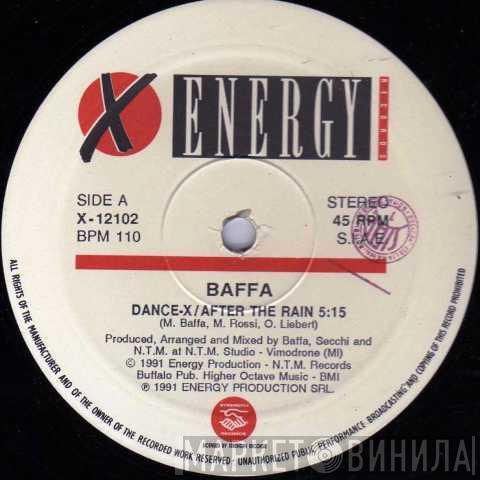 X ENERGY
RECORDS
SIDE A
X-12102
BPM 110
STEREO
45 RPM
S.I.A.E.
BAFFA
DANCE-X/AFTER THE RAIN 5:15
(M. Baffa, M. Rossi, O. Liebert)
Produced, Arranged and Mixed by Baffa, Secchi and
N.T.M. at N.T.M. Studio - Vimodrone (MI)
© 1991 Energy Production - N.T.M. Records
Buffalo Pub. Higher Octave Music - BMI
℗ 1991 ENERGY PRODUCTION SRL.
ALL RIGHTS OF THE MANUFACTURER AND OF THE OWNER OF THE RECORDED WORK RESERVED - UNAUTHORIZED PUBLIC PERFORMANCE BROADCASTING AND COPYING OF THIS RECORD PROHIBITED
МАРКЕТ ВИНИЛА